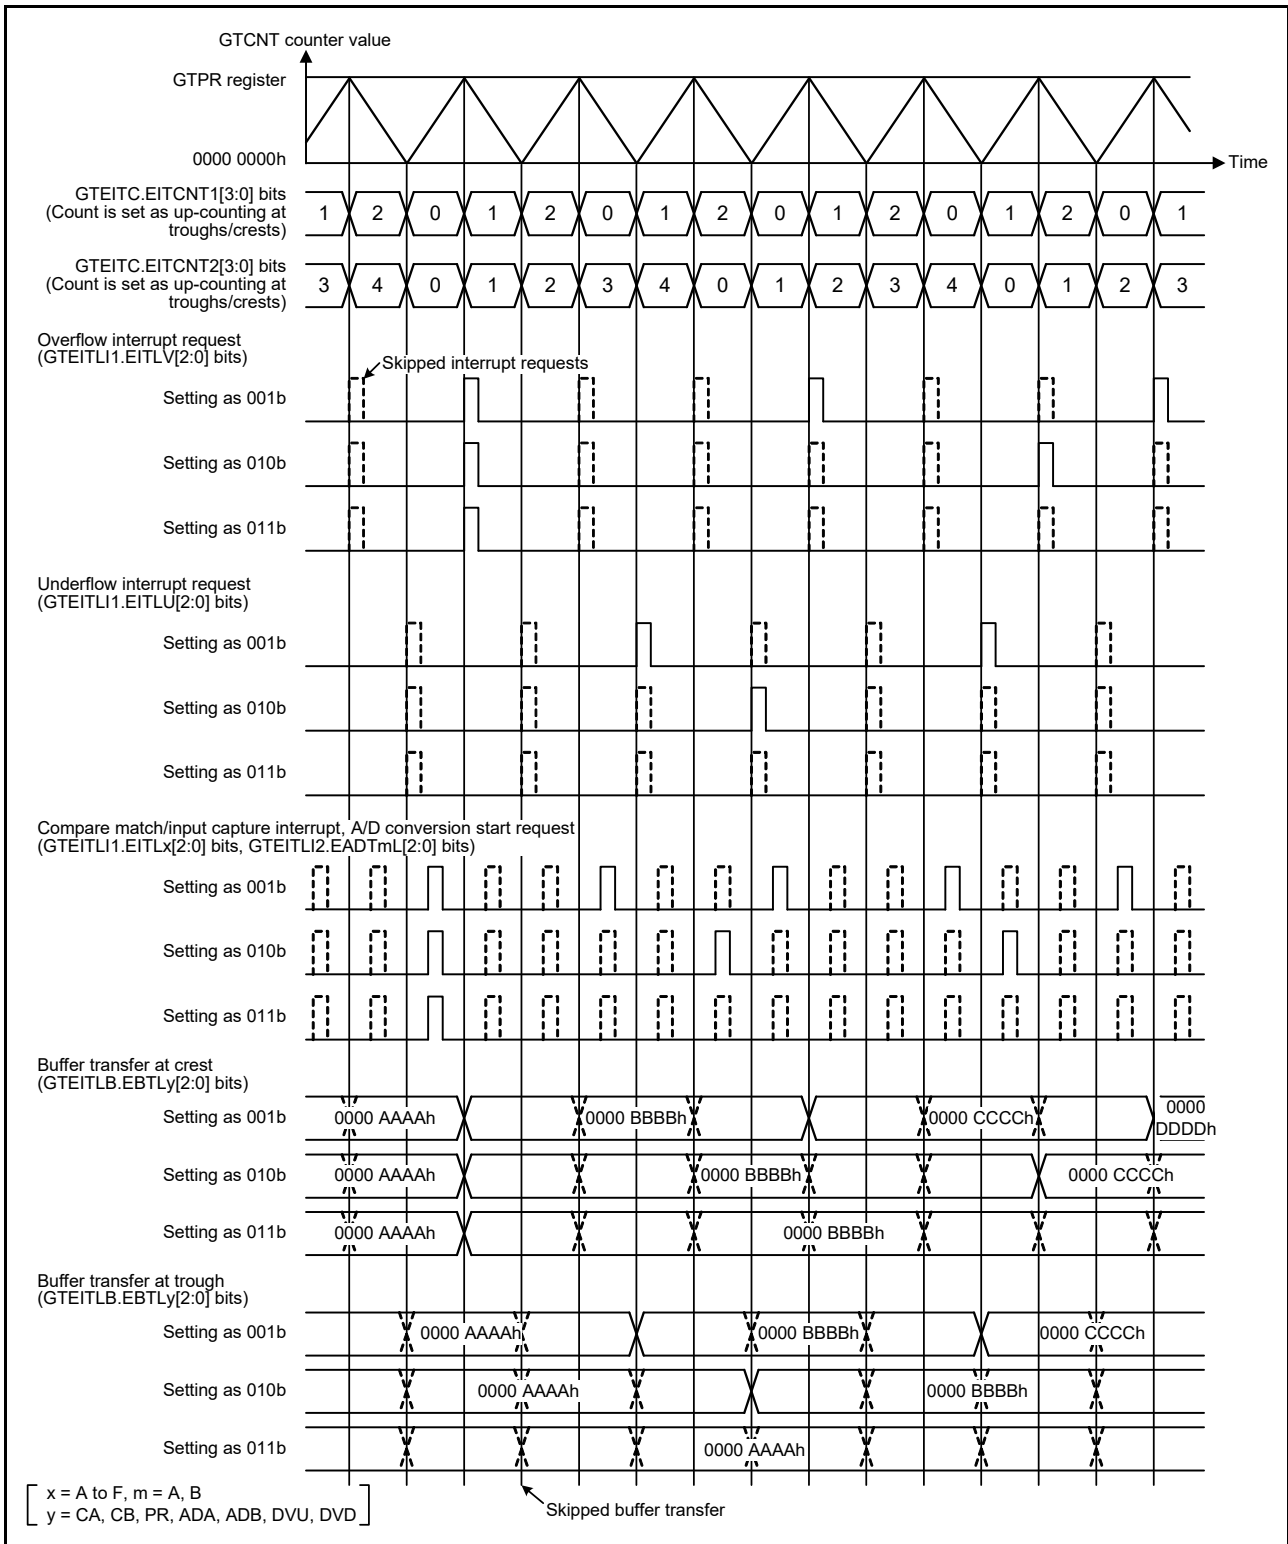 GTCNT counter value
GTPR register
0000 0000h
Time
GTEITC.EITCNT1[3:0] bits
(Count is set as up-counting at
troughs/crests)
1 2 0 1 2 0 1 2 0 1 2 0 1 2 0 1
GTEITC.EITCNT2[3:0] bits
(Count is set as up-counting at
troughs/crests)
3 4 0 1 2 3 4 0 1 2 3 4 0 1 2 3
Overflow interrupt request
(GTEITLI1.EITLV[2:0] bits)
Skipped interrupt requests
Setting as 001b
Setting as 010b
Setting as 011b
Underflow interrupt request
(GTEITLI1.EITLU[2:0] bits)
Setting as 001b
Setting as 010b
Setting as 011b
Compare match/input capture interrupt, A/D conversion start request
(GTEITLI1.EITLx[2:0] bits, GTEITLI2.EADTmL[2:0] bits)
Setting as 001b
Setting as 010b
Setting as 011b
Buffer transfer at crest
(GTEITLB.EBTLy[2:0] bits)
Setting as 001b 0000 AAAAh 0000 BBBBh 0000 CCCCh 0000
DDDDh
Setting as 010b 0000 AAAAh 0000 BBBBh 0000 CCCCh
Setting as 011b 0000 AAAAh 0000 BBBBh
Buffer transfer at trough
(GTEITLB.EBTLy[2:0] bits)
Setting as 001b 0000 AAAAh 0000 BBBBh 0000 CCCCh
Setting as 010b 0000 AAAAh 0000 BBBBh
Setting as 011b 0000 AAAAh
x = A to F, m = A, B
y = CA, CB, PR, ADA, ADB, DVU, DVD
Skipped buffer transfer